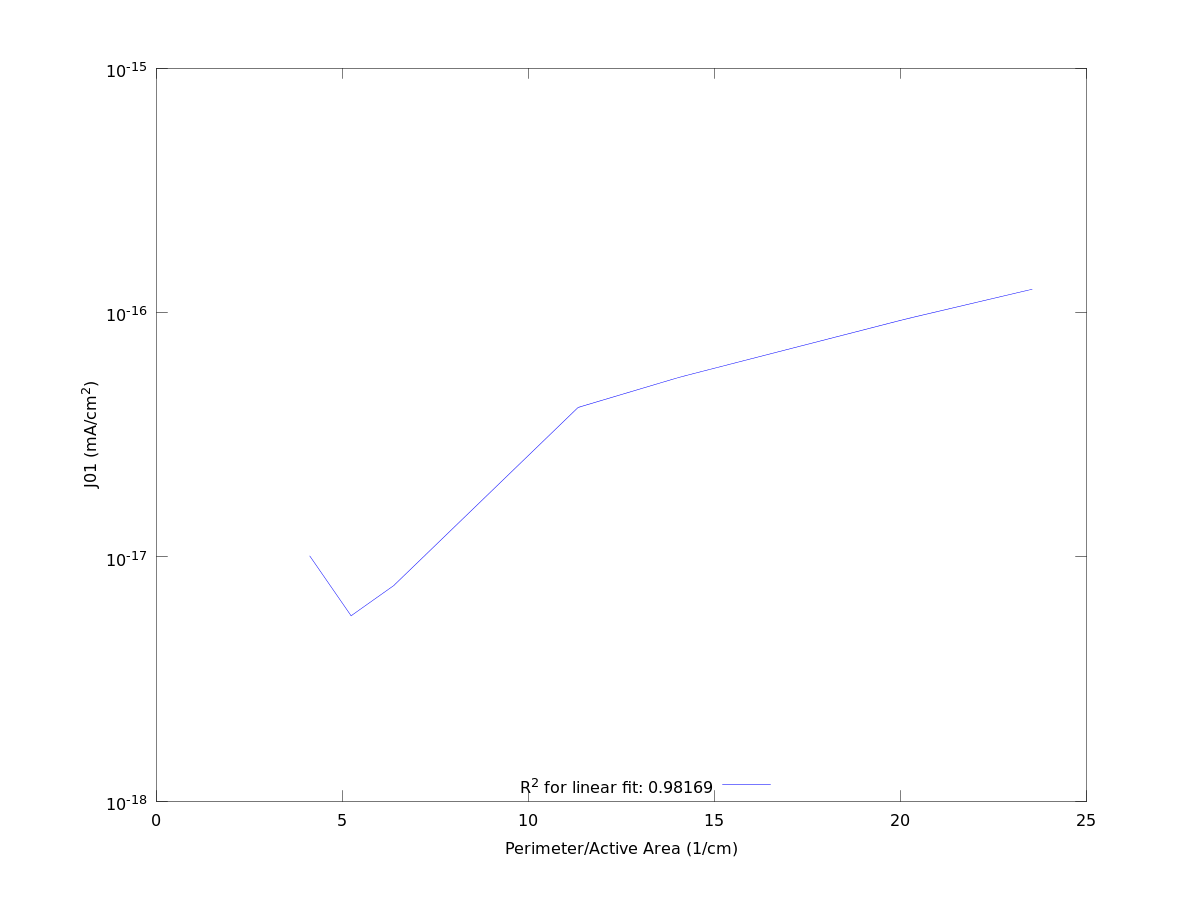 10-15
10-16
10-17
10-18
J01 (mA/cm2)
R2 for linear fit: 0.98169
0 5 10 15 20 25
Perimeter/Active Area (1/cm)